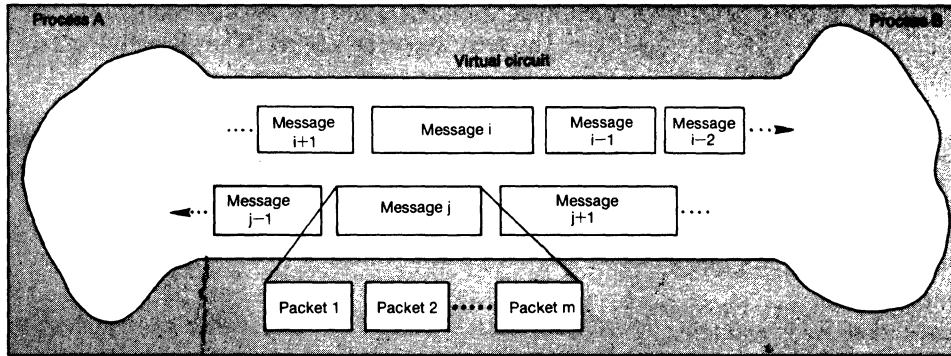 Process A
Process B
Virtual circuit
Message
i+1
Message i
Message
i−1
Message
i−2
Message
j−1
Message j
Message
j+1
Packet 1
Packet 2
Packet m